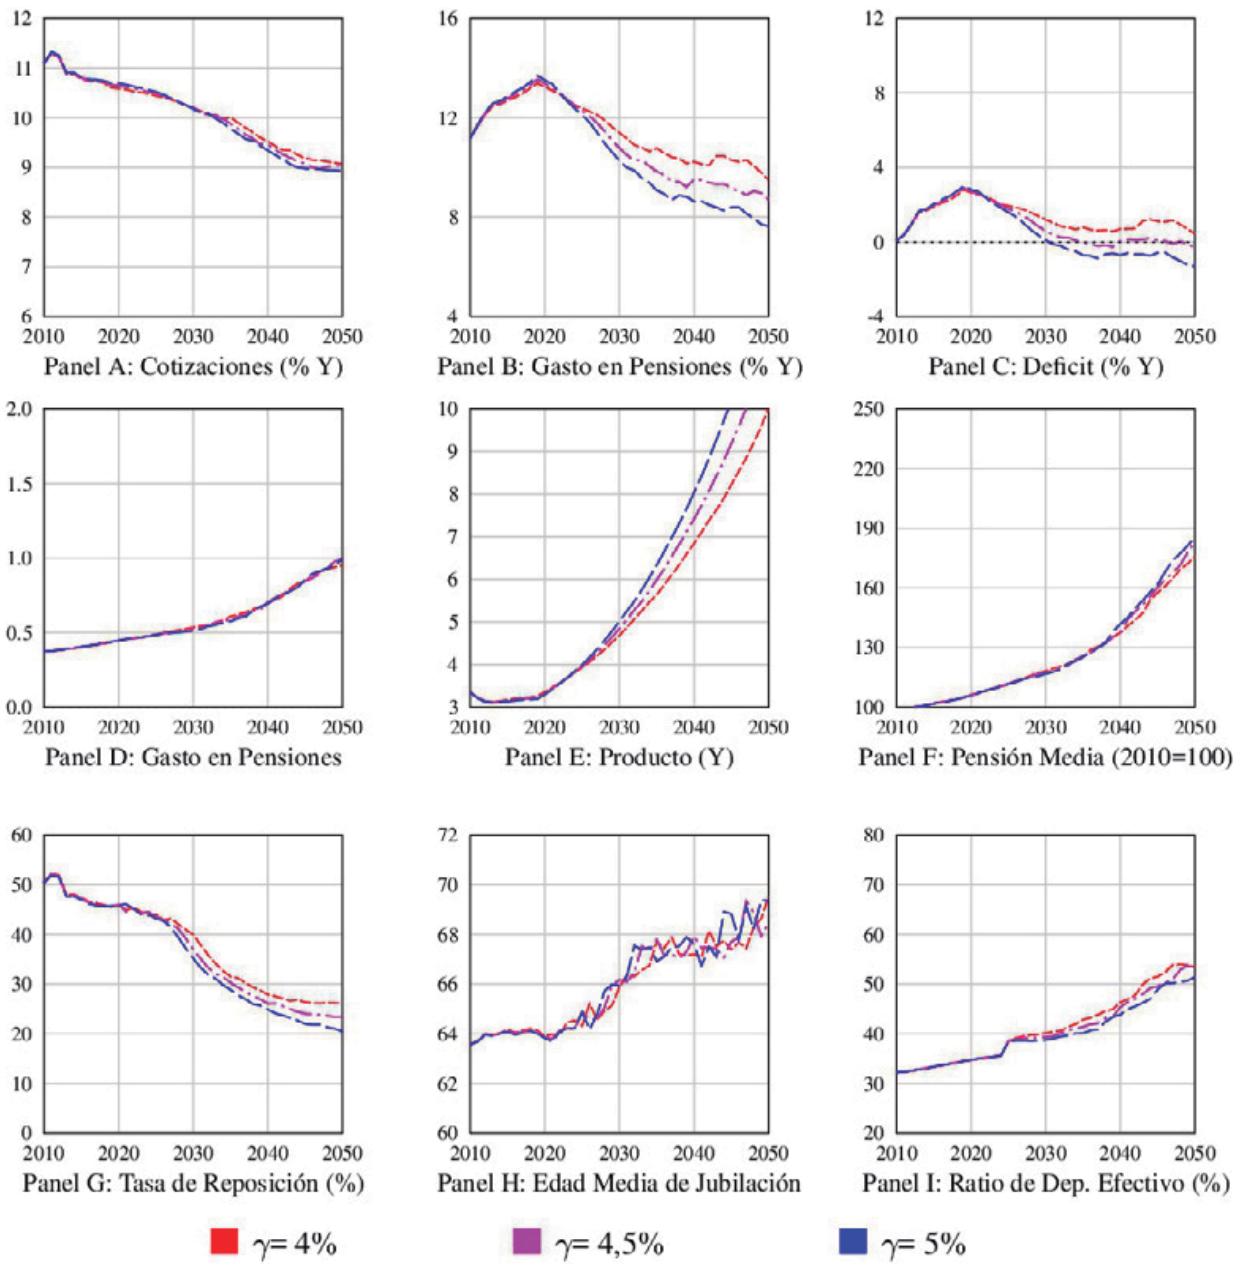 12
11
10
9
8
7
6
2010 2020 2030 2040 2050
Panel A: Cotizaciones (% Y)
16
12
8
4
2010 2020 2030 2040 2050
Panel B: Gasto en Pensiones (% Y)
12
8
4
0
-4
2010 2020 2030 2040 2050
Panel C: Deficit (% Y)
2.0
1.5
1.0
0.5
0.0
2010 2020 2030 2040 2050
Panel D: Gasto en Pensiones
10
9
8
7
6
5
4
3
2010 2020 2030 2040 2050
Panel E: Producto (Y)
250
220
190
160
130
100
2010 2020 2030 2040 2050
Panel F: Pensión Media (2010=100)
60
50
40
30
20
10
0
2010 2020 2030 2040 2050
Panel G: Tasa de Reposición (%)
72
70
68
66
64
62
60
2010 2020 2030 2040 2050
Panel H: Edad Media de Jubilación
80
70
60
50
40
30
20
2010 2020 2030 2040 2050
Panel I: Ratio de Dep. Efectivo (%)
γ= 4% γ= 4,5% γ= 5%